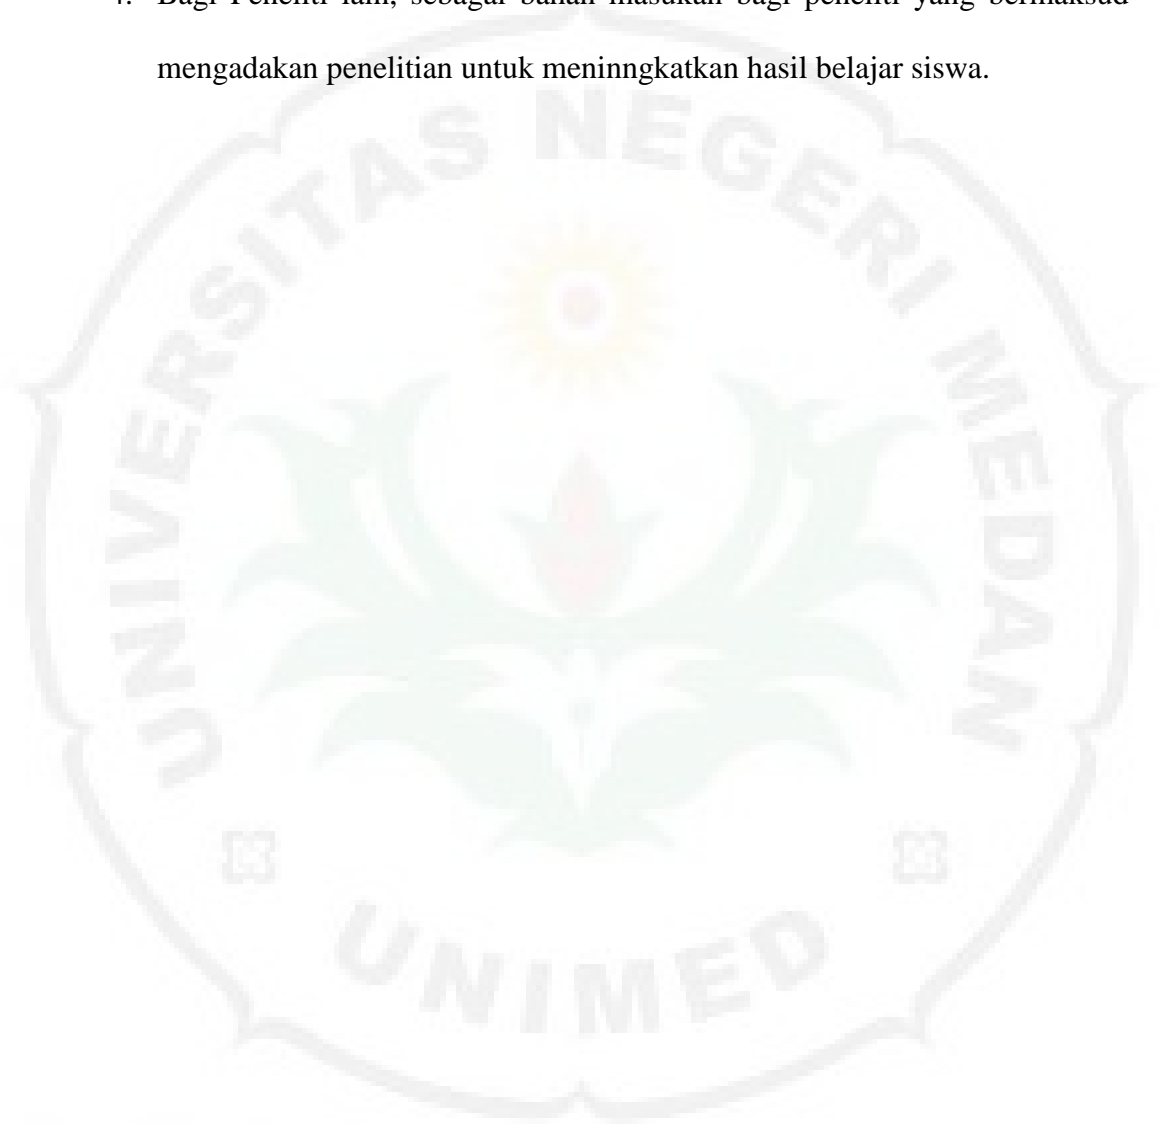 4. Bagi Peneliti lain, sebagai bahan masukan bagi peneliti yang bermaksud
mengadakan penelitian untuk meninngkatkan hasil belajar siswa.
UNIVERSITAS NEGERI MEDAN
UNIMED